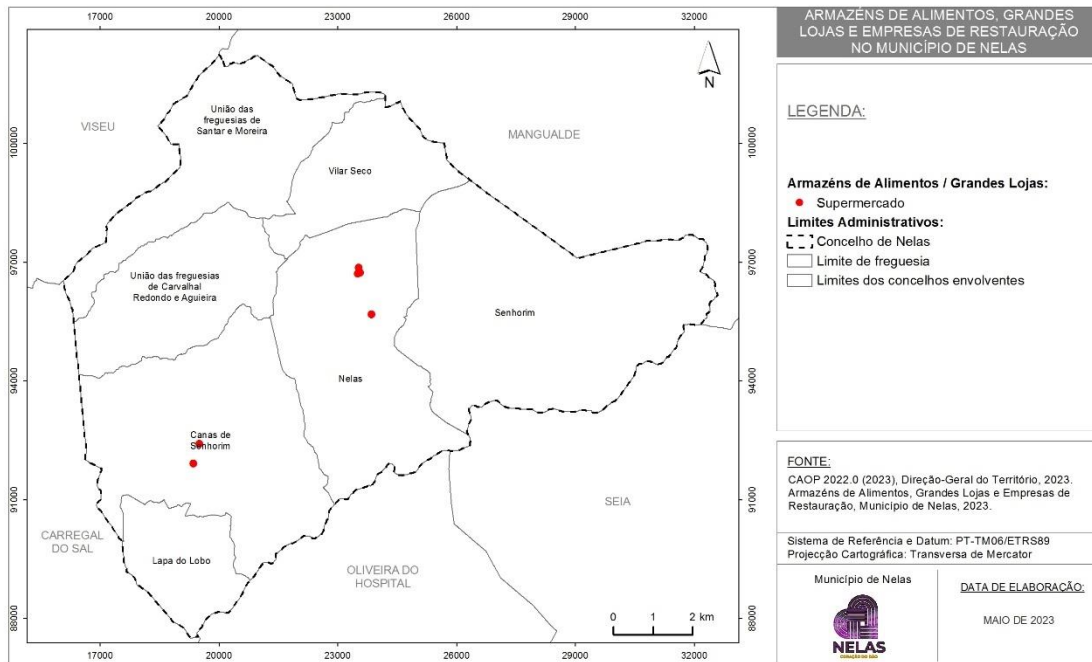 17000 20000 23000 26000 29000 32000
ARMAZÉNS DE ALIMENTOS, GRANDES
LOJAS E EMPRESAS DE RESTAURAÇÃO
NO MUNICÍPIO DE NELAS
N
VISEU
MANGUALDE
União das
freguesias de
Santar e Moreira
Vilar Seco
União das freguesias
de Carvalhal
Redondo e Aguieira
Senhorim
Nelas
Canas de
Senhorim
Lapa do Lobo
CARREGAL
DO SAL
OLIVEIRA DO
HOSPITAL
SEIA
100000
97000
94000
91000
88000
100000
97000
94000
91000
88000
0 1 2 km
17000 20000 23000 26000 29000 32000
LEGENDA:
Armazéns de Alimentos / Grandes Lojas:
Supermercado
Limites Administrativos:
Concelho de Nelas
Limite de freguesia
Limites dos concelhos envolventes
FONTE:
CAOP 2022.0 (2023), Direção-Geral do Território, 2023.
Armazéns de Alimentos, Grandes Lojas e Empresas de
Restauração, Município de Nelas, 2023.
Sistema de Referência e Datum: PT-TM06/ETRS89
Projecção Cartográfica: Transversa de Mercator
Município de Nelas
NELAS
CORAÇÃO DO DÃO
DATA DE ELABORAÇÃO:
MAIO DE 2023